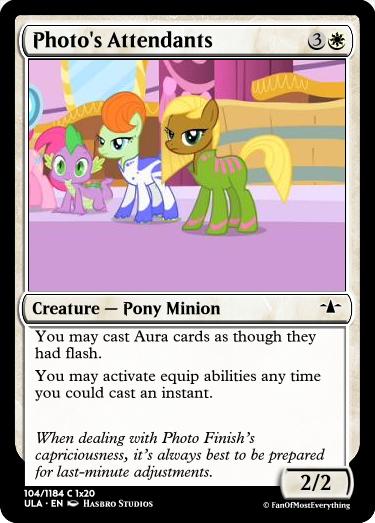 Photo's Attendants 3
Creature — Pony Minion
You may cast Aura cards as though they
had flash.
You may activate equip abilities any time
you could cast an instant.
When dealing with Photo Finish's
capriciousness, it's always best to be prepared
for last-minute adjustments.
2/2
104/1184 C 1x20
ULA • EN Hasbro Studios © FanOfMostEverything